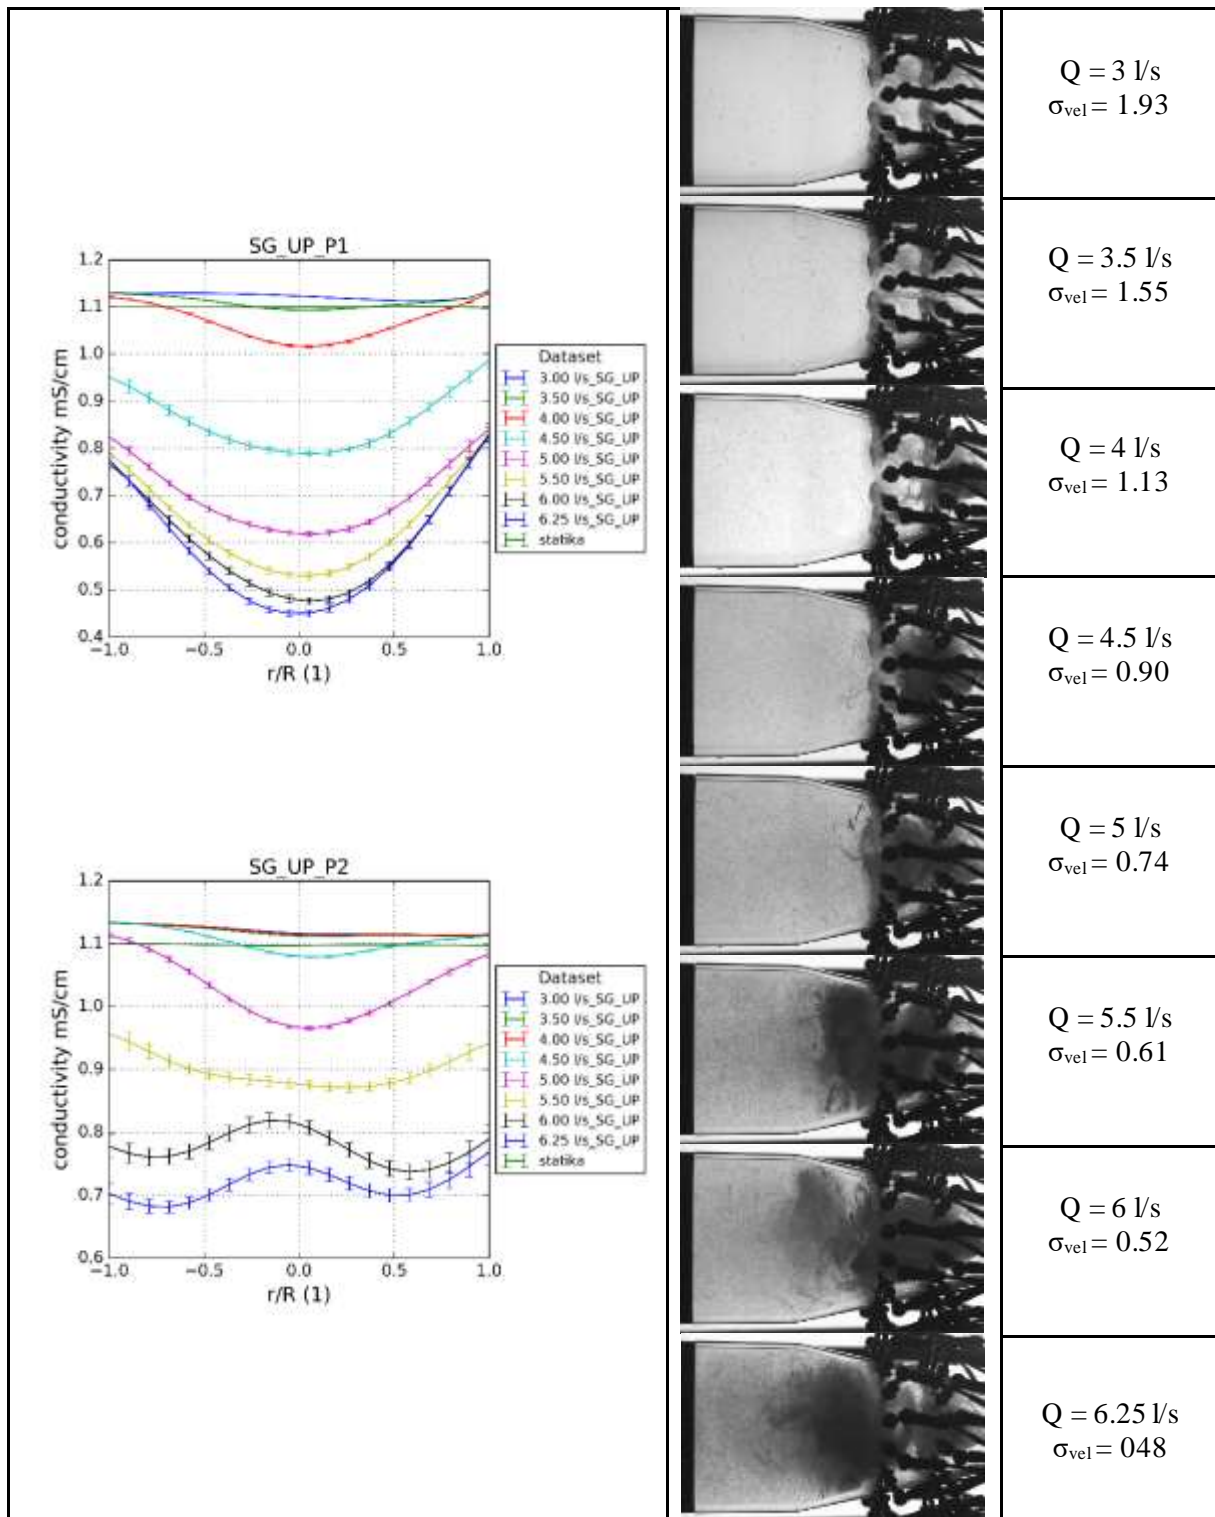 SG_UP_P1
1.2
1.1
1.0
0.9
0.8
0.7
0.6
0.5
0.4
−1.0 −0.5 0.0 0.5 1.0
r/R (1)
conductivity mS/cm
Dataset
3.00 l/s_SG_UP
3.50 l/s_SG_UP
4.00 l/s_SG_UP
4.50 l/s_SG_UP
5.00 l/s_SG_UP
5.50 l/s_SG_UP
6.00 l/s_SG_UP
6.25 l/s_SG_UP
statika
SG_UP_P2
1.2
1.1
1.0
0.9
0.8
0.7
0.6
−1.0 −0.5 0.0 0.5 1.0
r/R (1)
conductivity mS/cm
Dataset
3.00 l/s_SG_UP
3.50 l/s_SG_UP
4.00 l/s_SG_UP
4.50 l/s_SG_UP
5.00 l/s_SG_UP
5.50 l/s_SG_UP
6.00 l/s_SG_UP
6.25 l/s_SG_UP
statika
Q = 3 l/s
σvel = 1.93
Q = 3.5 l/s
σvel = 1.55
Q = 4 l/s
σvel = 1.13
Q = 4.5 l/s
σvel = 0.90
Q = 5 l/s
σvel = 0.74
Q = 5.5 l/s
σvel = 0.61
Q = 6 l/s
σvel = 0.52
Q = 6.25 l/s
σvel = 048